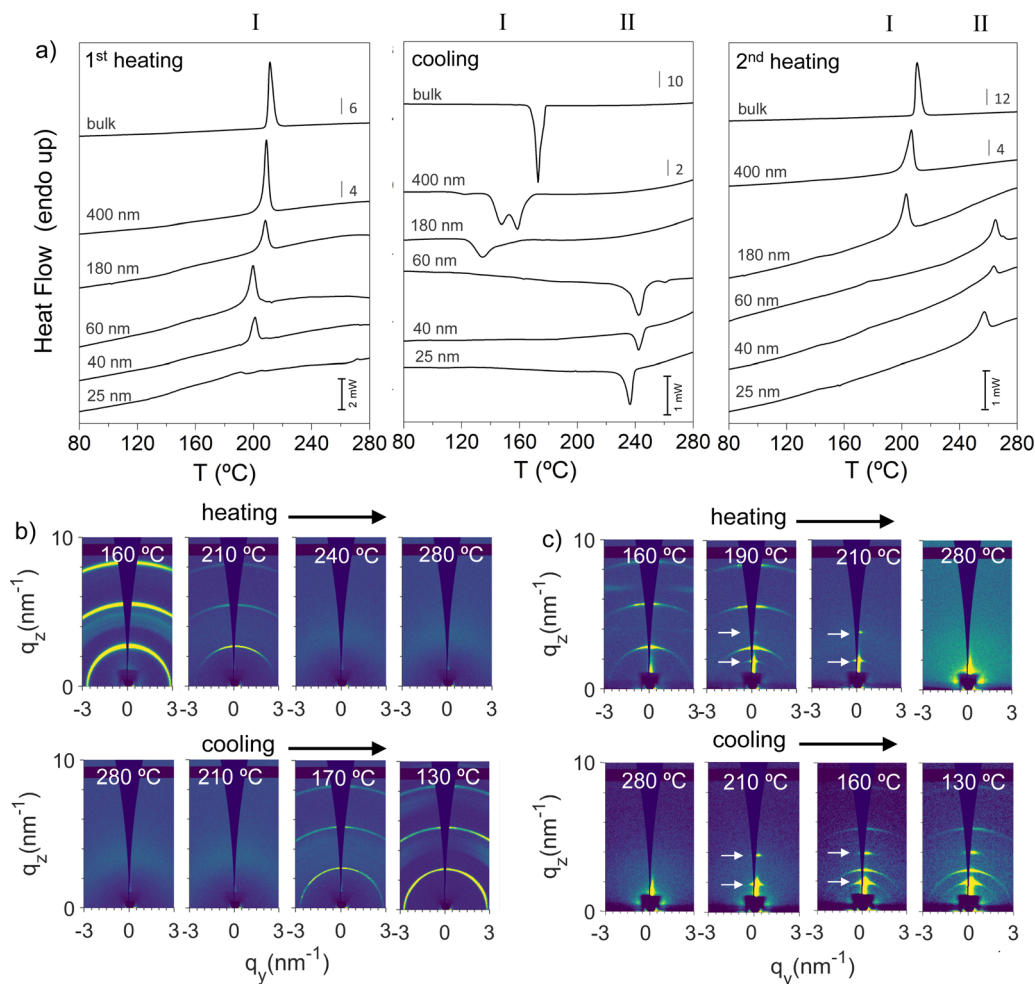 I I II I II
a)
1st heating
cooling
2nd heating
bulk
6
400 nm
4
180 nm
60 nm
40 nm
25 nm
2 mW
10
bulk
2
400 nm
180 nm
60 nm
40 nm
25 nm
1 mW
bulk
12
4
400 nm
180 nm
60 nm
40 nm
25 nm
1 mW
Heat Flow (endo up)
80 120 160 200 240 280
80 120 160 200 240 280
80 120 160 200 240 280
T (ºC)
T (ºC)
T (ºC)
b)
heating
10
160 ºC 210 ºC 240 ºC 280 ºC
qz(nm-1)
0
-3 0 3 -3 0 3 -3 0 3 -3 0 3
cooling
10
280 ºC 210 ºC 170 ºC 130 ºC
qz(nm-1)
0
-3 0 3 -3 0 3 -3 0 3 -3 0 3
qy(nm-1)
c)
heating
10
160 ºC 190 ºC 210 ºC 280 ºC
qz(nm-1)
0
-3 0 3 -3 0 3 -3 0 3 -3 0 3
cooling
10
280 ºC 210 ºC 160 ºC 130 ºC
qz(nm-1)
0
-3 0 3 -3 0 3 -3 0 3 -3 0 3
qy(nm-1)